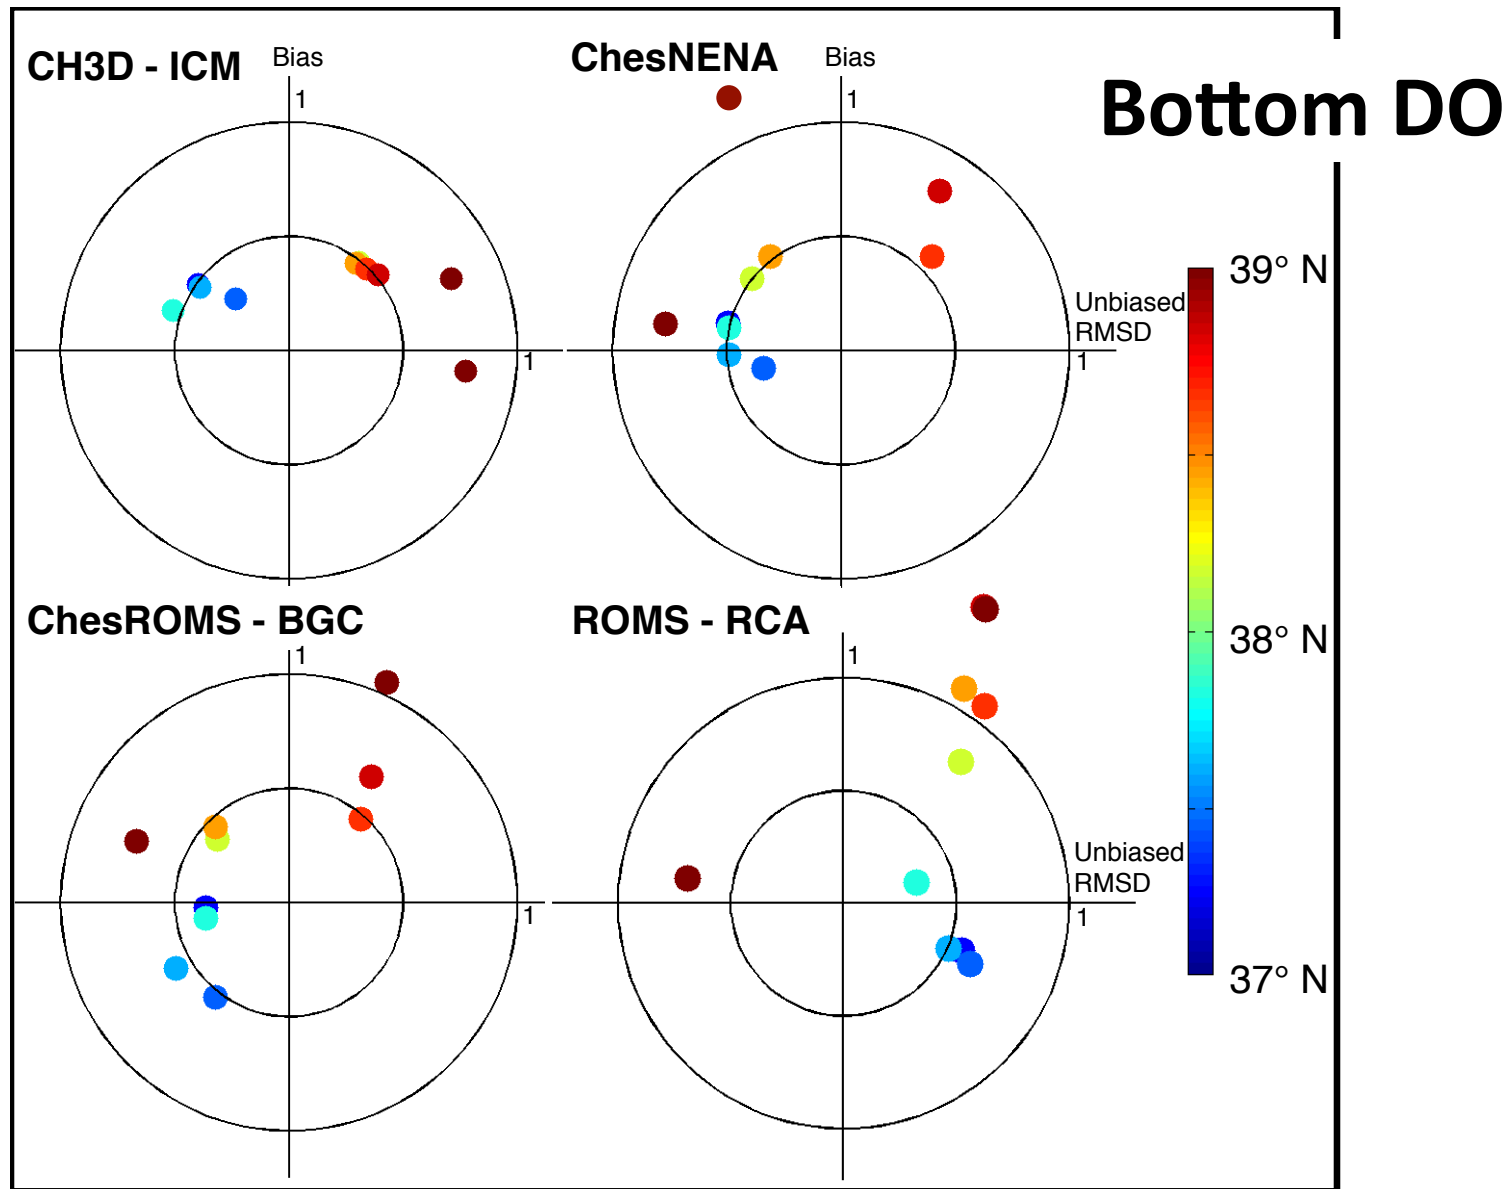 CH3D - ICM
Bias
1
1
ChesNENA
Bias
1
Unbiased
RMSD
1
Bottom DO
39° N
38° N
37° N
ChesROMS - BGC
1
1
ROMS - RCA
1
Unbiased
RMSD
1